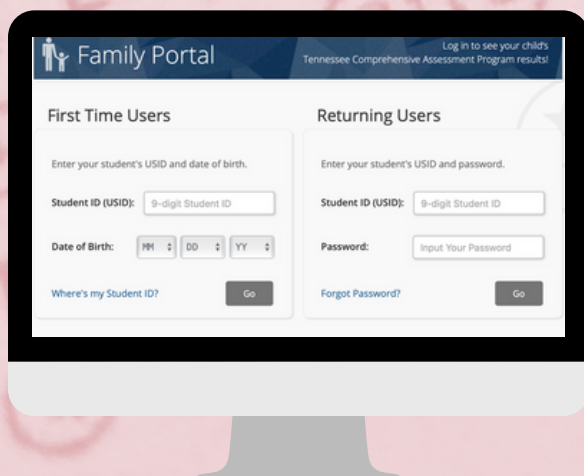 Family Portal
Log in to see your child's
Tennessee Comprehensive Assessment Program results!
First Time Users
Enter your student's USID and date of birth.
Student ID (USID): 9-digit Student ID
Date of Birth: MM DD YY
Where's my Student ID? Go
Returning Users
Enter your student's USID and password.
Student ID (USID): 9-digit Student ID
Password: Input Your Password
Forgot Password? Go